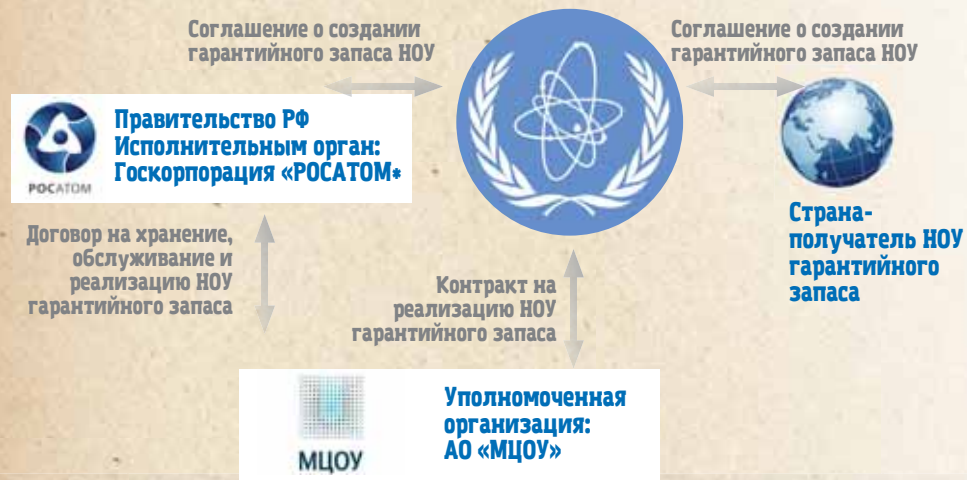 Соглашение о создании
гарантийного запаса НОУ
Соглашение о создании
гарантийного запаса НОУ
РОСАТОМ
Правительство РФ
Исполнительным орган:
Госкорпорация «РОСАТОМ*
Страна-
получатель НОУ
гарантийного
запаса
Договор на хранение,
обслуживание и
реализацию НОУ
гарантийного запаса
Контракт на
реализацию НОУ
гарантийного запаса
МЦОУ
Уполномоченная
организация:
АО «МЦОУ»